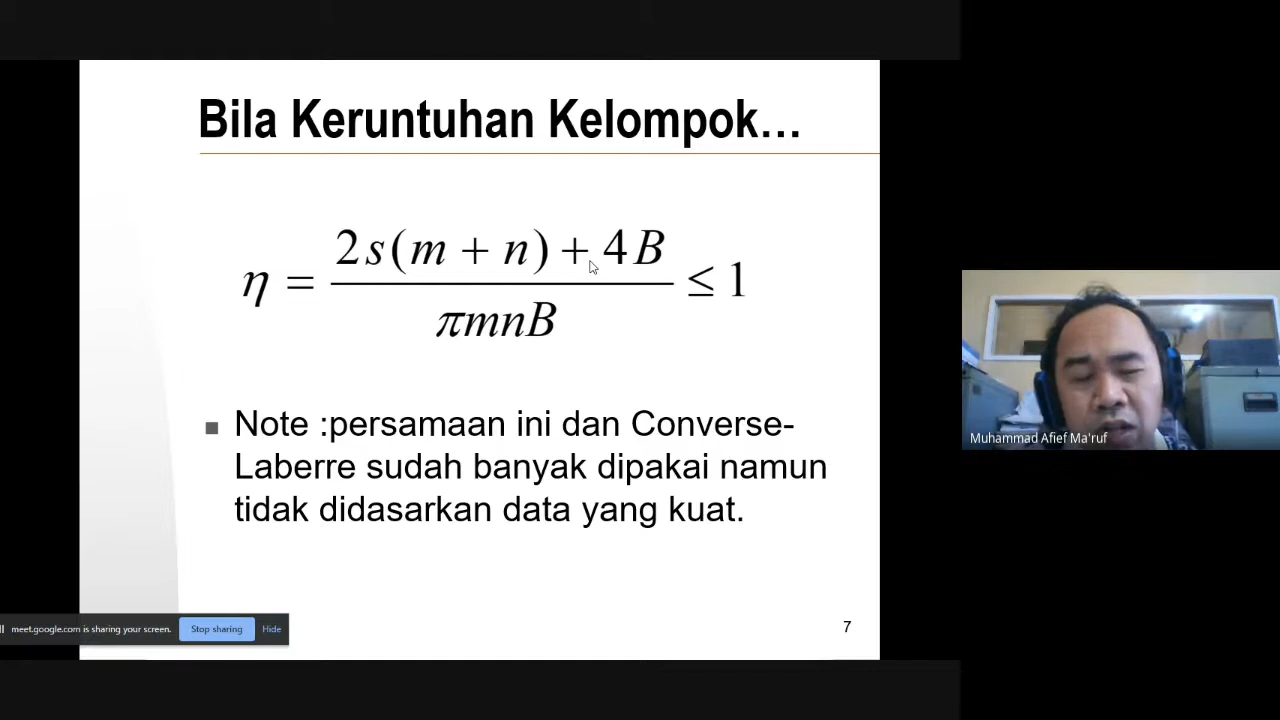 Bila Keruntuhan Kelompok…
η = 2s(m + n) + 4B / πmnB ≤ 1
Note :persamaan ini dan Converse-
Laberre sudah banyak dipakai namun
tidak didasarkan data yang kuat.
7
meet.google.com is sharing your screen. Stop sharing Hide
Muhammad Afief Ma'ruf